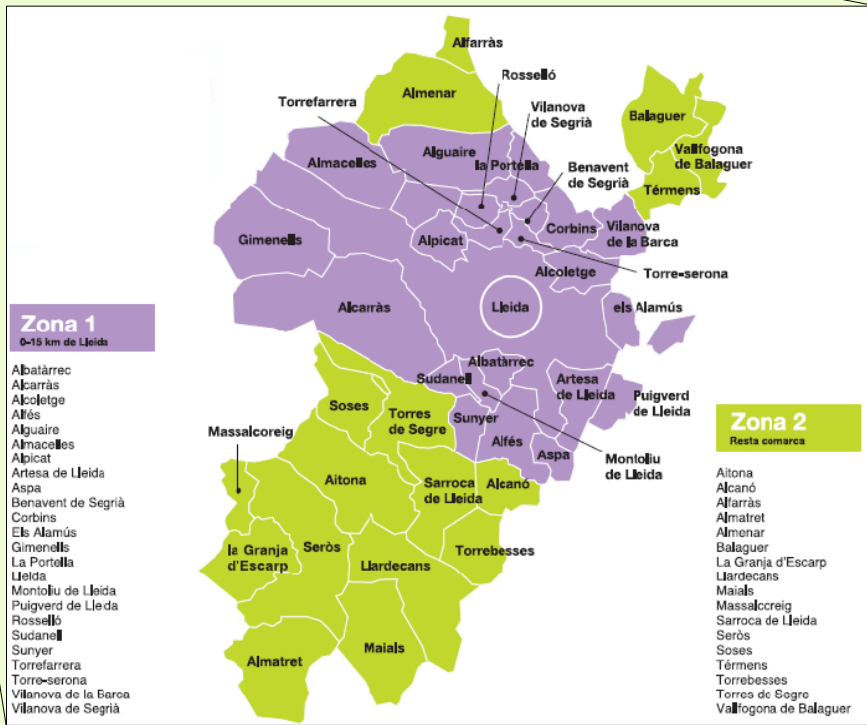 Alfarràs
Rosselló
Almenar
Torrefarrera
Vilanova
de Segrià
Balaguer
Vallfogona
de Balaguer
Térmens
Alguaire
la Portella
Almacelles
Benavent
de Segrià
Corbins
Vilanova
de la Barca
Gimenells
Alpicat
Torre-serona
Alcoletge
Alcarràs
Lleida
els Alamús
Zona 1
0-15 km de Lleida
Albatàrrec
Alcarràs
Alcoletge
Alfés
Alguaire
Almacelles
Alpicat
Artesa de Lleida
Aspa
Benavent de Segrià
Corbins
Els Alamús
Gimenells
La Portella
Lleida
Montoliu de Lleida
Puigverd de Lleida
Rosselló
Sudanell
Sunyer
Torrefarrera
Torre-serona
Vilanova de la Barca
Vilanova de Segrià
Albatàrrec
Sudanell
Artesa
de Lleida
Puigverd
de Lleida
Soses
Torres
de Segre
Sunyer
Alfés
Aspa
Montoliu
de Lleida
Massalcoreig
Aitona
Sarroca
de Lleida
Alcanó
la Granja
d'Escarp
Seròs
Llardecans
Torrebesses
Almatret
Maials
Zona 2
Resta comarca
Aitona
Alcanó
Alfarràs
Almatret
Almenar
Balaguer
La Granja d'Escarp
Llardecans
Maials
Massalcoreig
Sarroca de Lleida
Seròs
Soses
Térmens
Torrebesses
Torres de Segre
Vallfogona de Balaguer